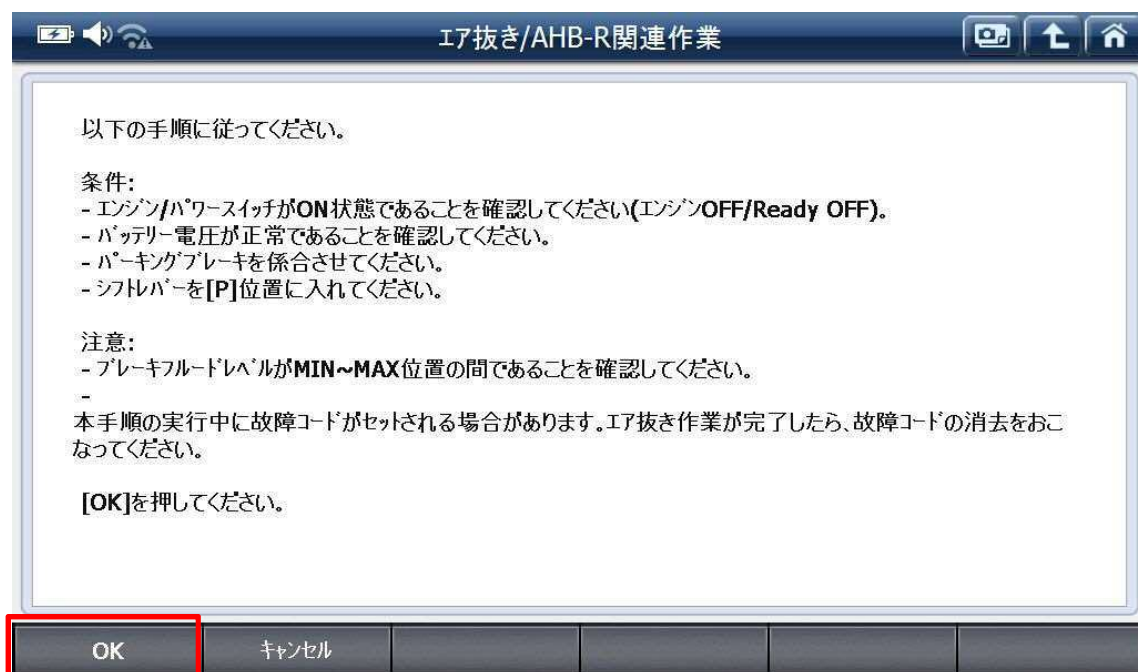 エア抜き/AHB-R関連作業
以下の手順に従ってください。
条件:
- ｴﾝｼﾞﾝ/ﾊﾟﾜｰｽｲｯﾁがON状態であることを確認してください(ｴﾝｼﾞﾝOFF/Ready OFF)。
- ﾊﾞｯﾃﾘｰ電圧が正常であることを確認してください。
- ﾊﾟｰｷﾝｸﾞﾌﾞﾚｰｷを係合させてください。
- ｼﾌﾄﾚﾊﾞｰを[P]位置に入れてください。
注意:
- ﾌﾞﾚｰｷﾌﾙｰﾄﾞﾚﾍﾞﾙがMIN~MAX位置の間であることを確認してください。
-
本手順の実行中に故障ｺｰﾄﾞがｾｯﾄされる場合があります。ｴｱ抜き作業が完了したら、故障ｺｰﾄﾞの消去をおこ
なってください。
[OK]を押してください。
OK ｷｬﾝｾﾙ